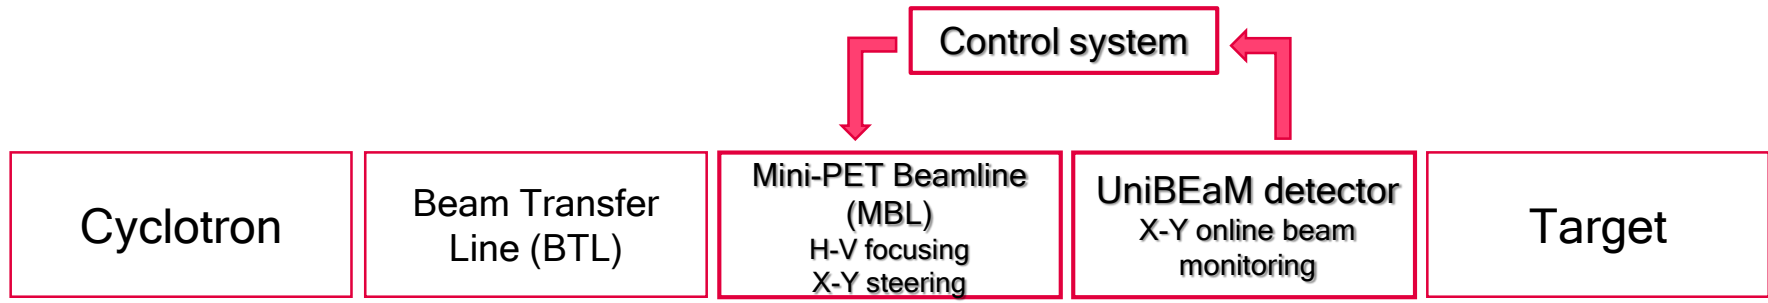 Control system
Cyclotron
Beam Transfer
Line (BTL)
Mini-PET Beamline
(MBL)
H-V focusing
X-Y steering
UniBEaM detector
X-Y online beam
monitoring
Target